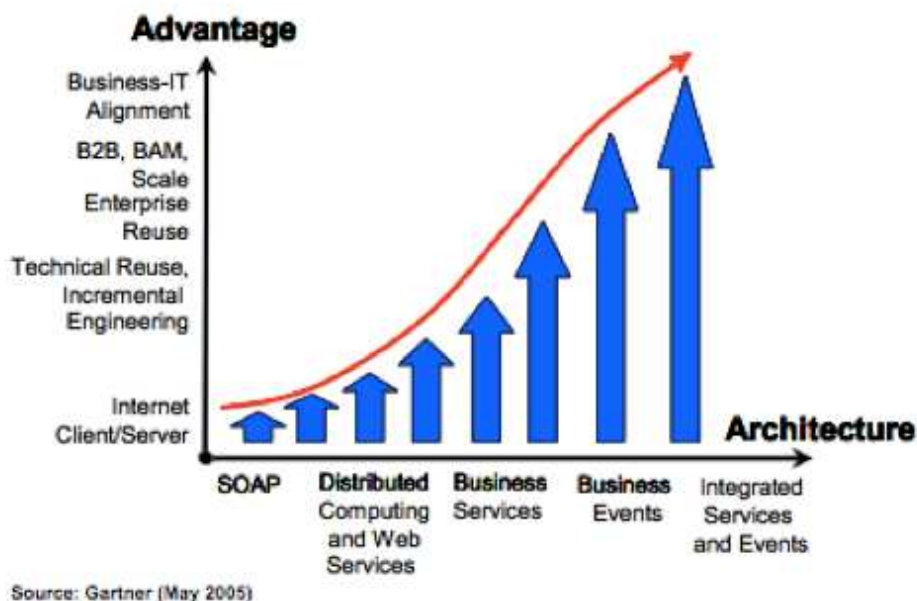 Advantage
Business-IT
Alignment
B2B, BAM,
Scale
Enterprise
Reuse
Technical Reuse,
Incremental
Engineering
Internet
Client/Server
Architecture
SOAP
Distributed
Computing
and Web
Services
Business
Services
Business
Events
Integrated
Services
and Events
Source: Gartner (May 2005)